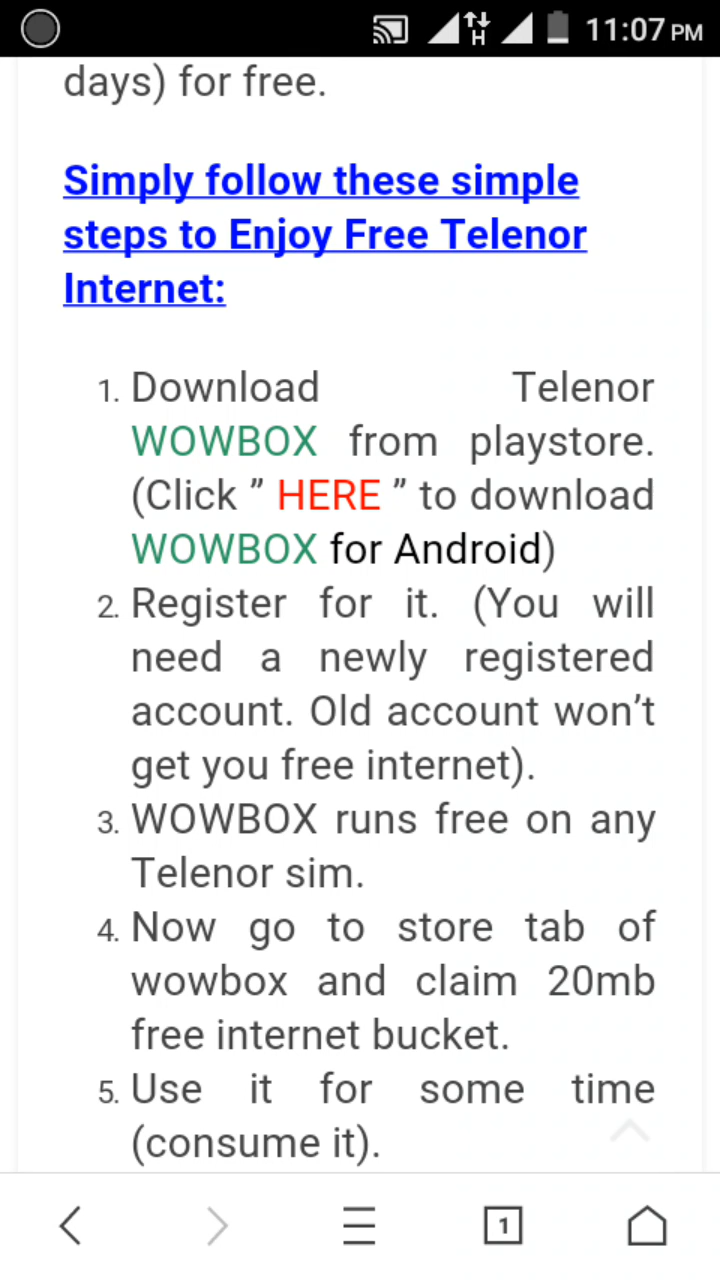 11:07 PM
H
days) for free.
Simply follow these simple
steps to Enjoy Free Telenor
Internet:
1. Download Telenor
WOWBOX from playstore.
(Click ” HERE ” to download
WOWBOX for Android)
2. Register for it. (You will
need a newly registered
account. Old account won’t
get you free internet).
3. WOWBOX runs free on any
Telenor sim.
4. Now go to store tab of
wowbox and claim 20mb
free internet bucket.
5. Use it for some time
(consume it).
1